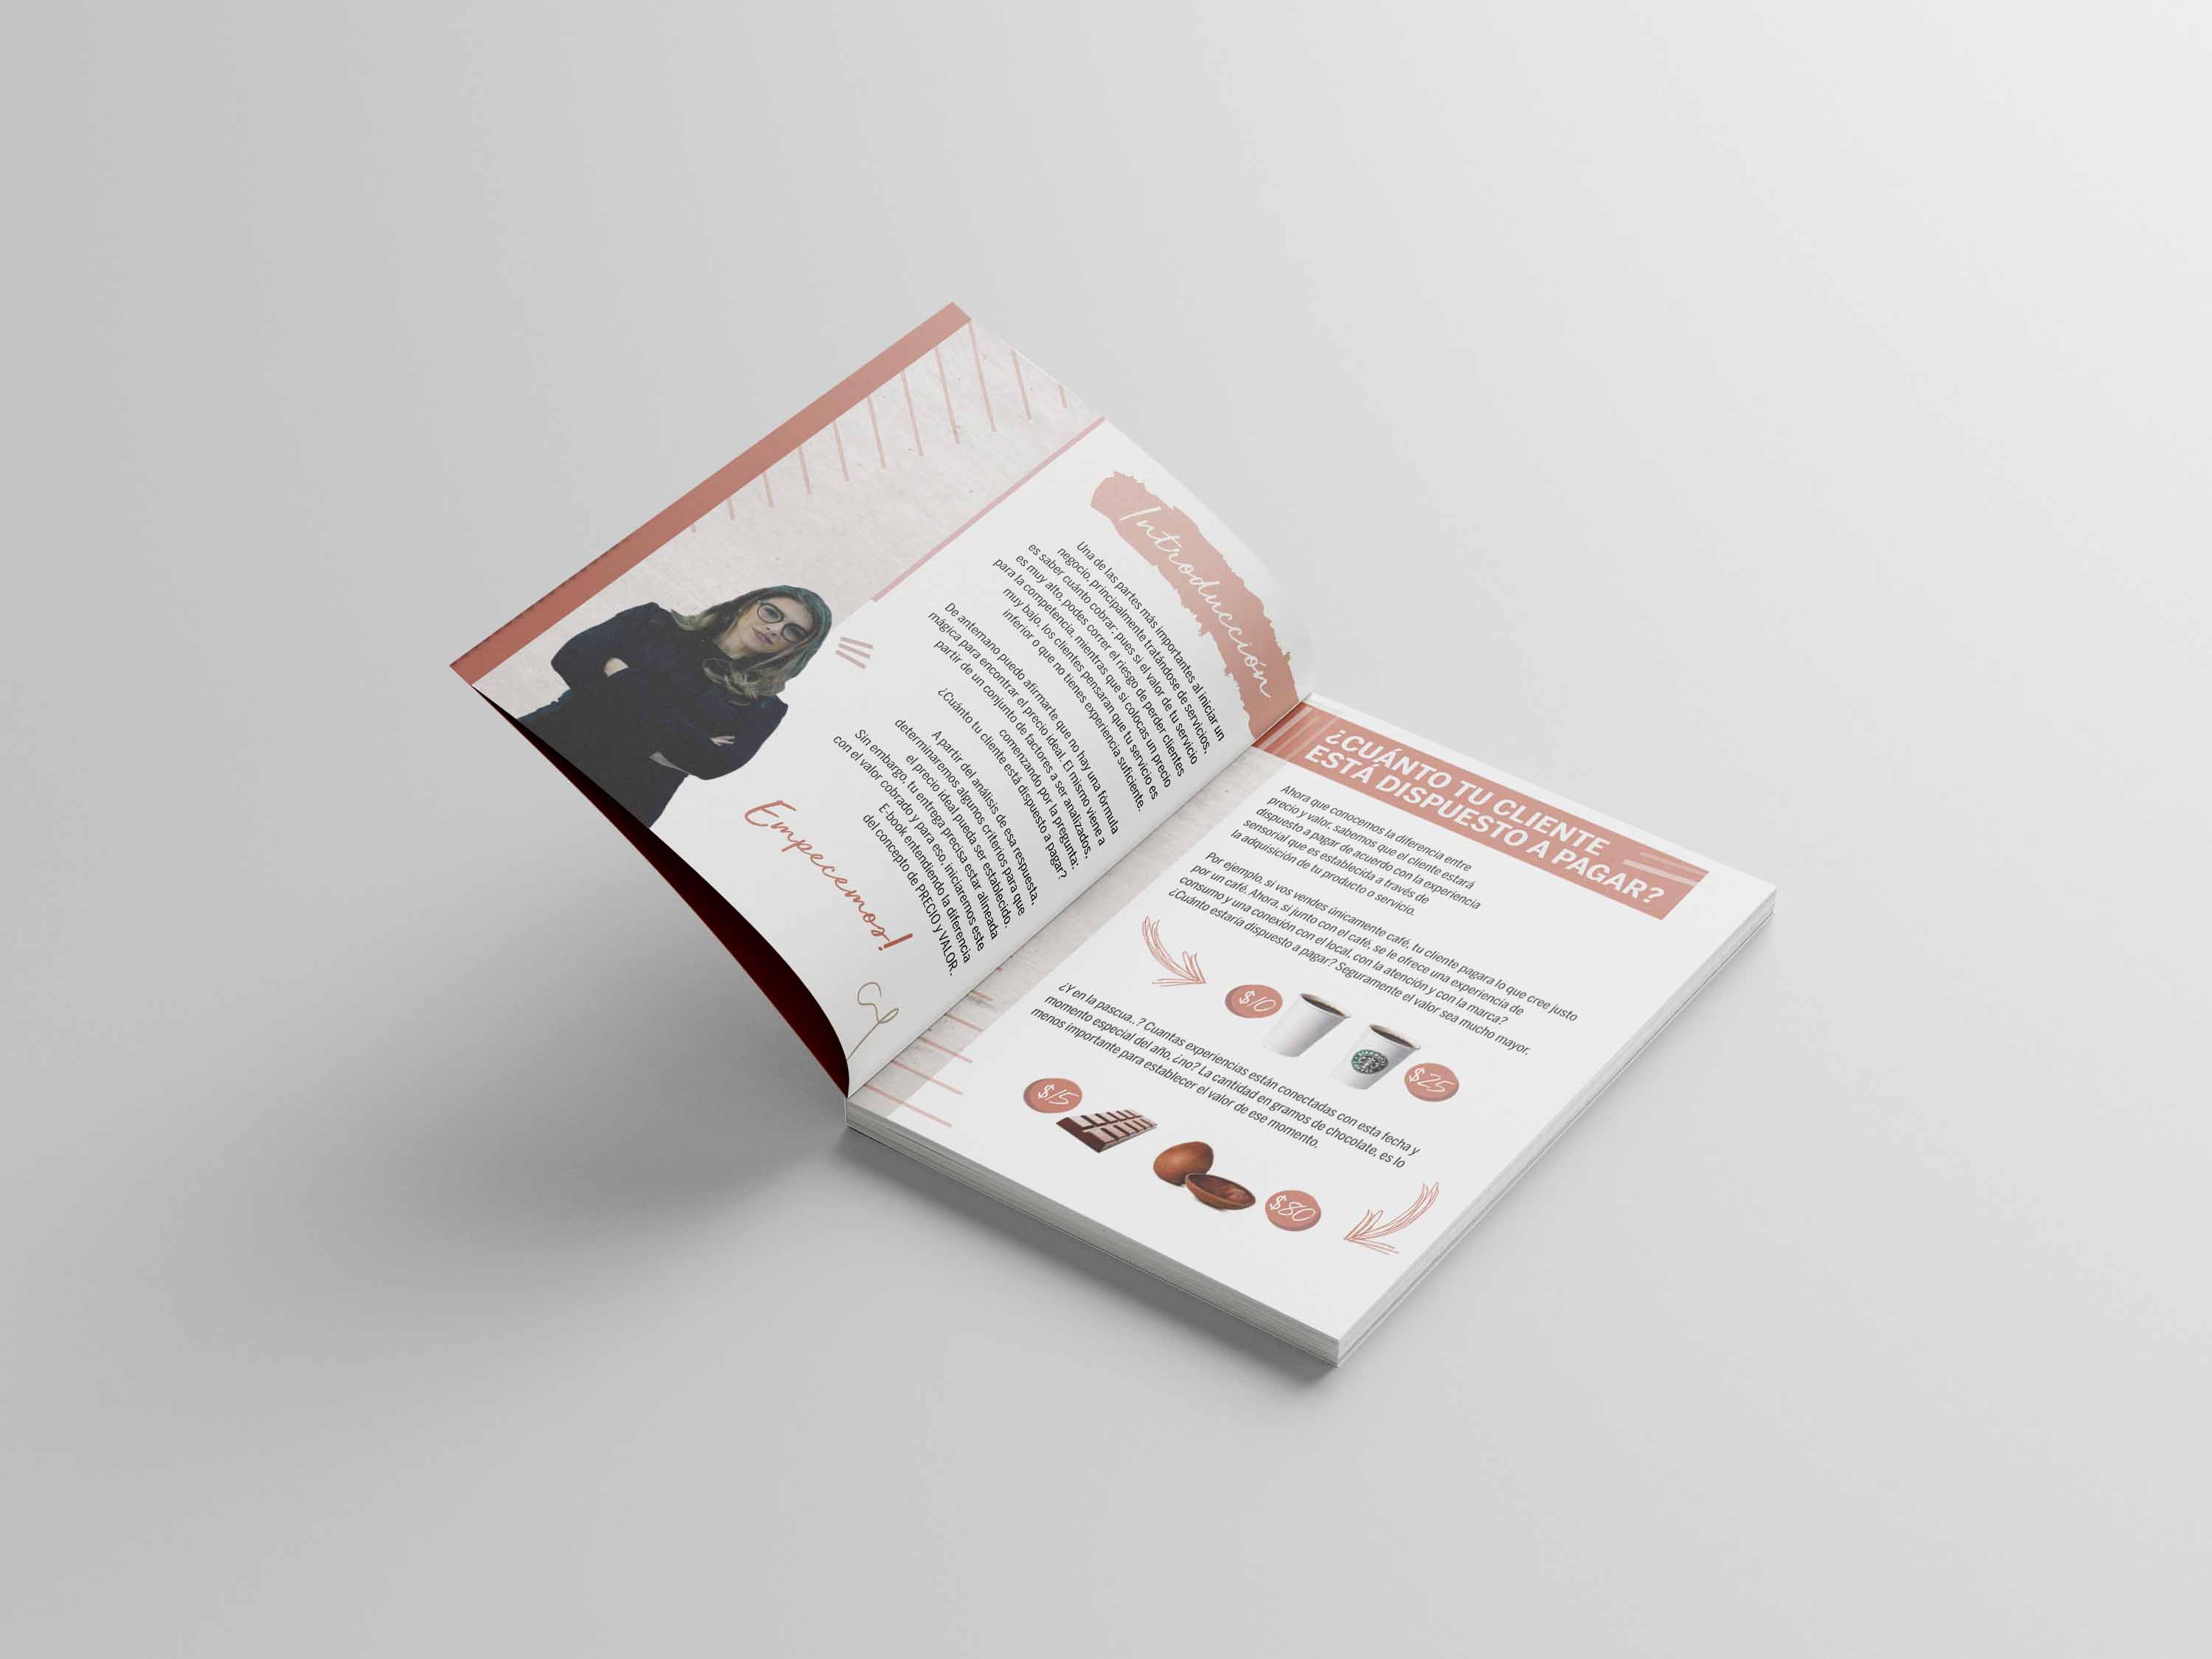 Introducción
Una de las partes más importantes al iniciar un
negocio, principalmente tratándose de servicios,
es saber cuánto cobrar: pues si el valor de tu servicio
es muy alto, podes correr el riesgo de perder clientes
para la competencia, mientras que si colocas un precio
muy bajo, los clientes pensaran que tu servicio es
inferior o que no tienes experiencia suficiente.
De antemano puedo afirmarte que no hay una fórmula
mágica para encontrar el precio ideal. El mismo viene a
partir de un conjunto de factores a ser analizados,
comenzando por la pregunta:
¿Cuánto tu cliente está dispuesto a pagar?
A partir del análisis de esa respuesta,
determinaremos algunos criterios para que
el precio ideal pueda ser establecido.
Sin embargo, tu entrega precisa estar alineada
con el valor cobrado y para eso, iniciaremos este
E-book entendiendo la diferencia
del concepto de PRECIO y VALOR.
Empecemos!
¿CUÁNTO TU CLIENTE
ESTÁ DISPUESTO A PAGAR?
Ahora que conocemos la diferencia entre
precio y valor, sabemos que el cliente estará
dispuesto a pagar de acuerdo con la experiencia
sensorial que es establecida a través de
la adquisición de tu producto o servicio.
Por ejemplo, si vos vendes únicamente café, tu cliente pagara lo que cree justo
por un café. Ahora, si junto con el café, se le ofrece una experiencia de
consumo y una conexión con el local, con la atención y con la marca?
¿Cuánto estaría dispuesto a pagar? Seguramente el valor sea mucho mayor.
$10
$25
¿Y en la pascua..? Cuantas experiencias están conectadas con esta fecha y
momento especial del año, ¿no? La cantidad en gramos de chocolate, es lo
menos importante para establecer el valor de ese momento.
$15
$80